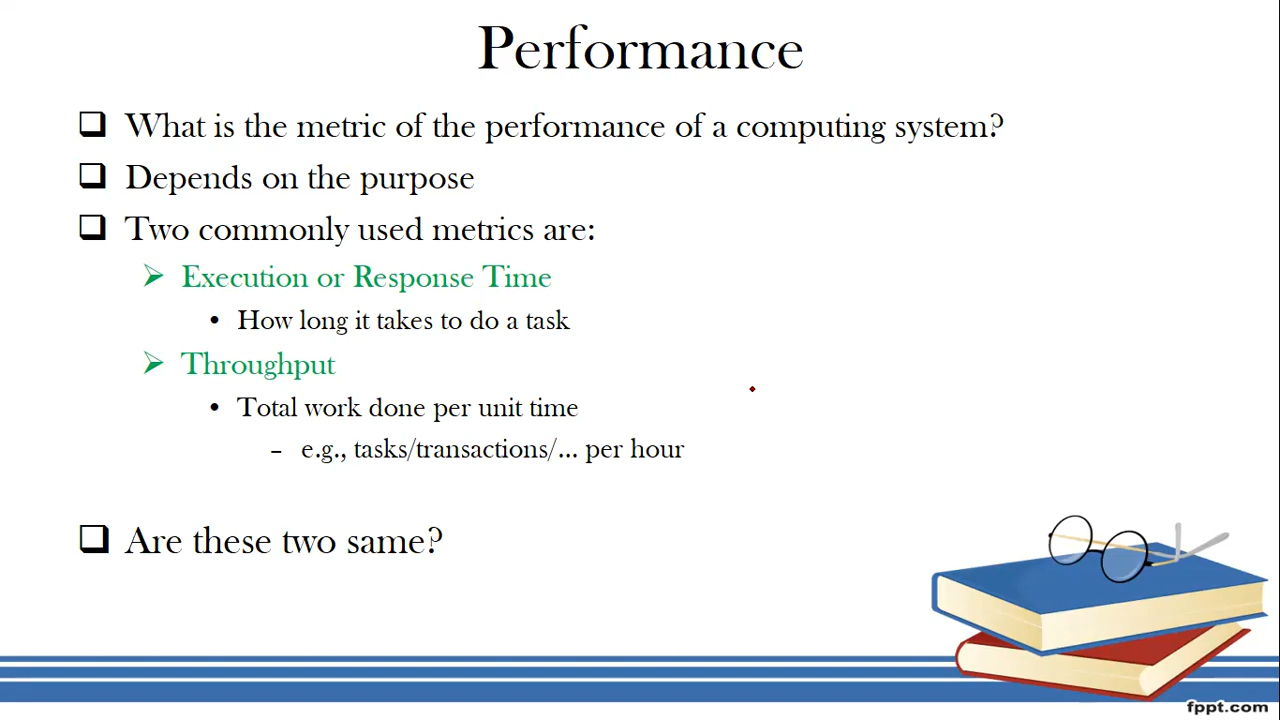 Performance
What is the metric of the performance of a computing system?
Depends on the purpose
Two commonly used metrics are:
Execution or Response Time
• How long it takes to do a task
Throughput
• Total work done per unit time
– e.g., tasks/transactions/… per hour
Are these two same?
fppt.com